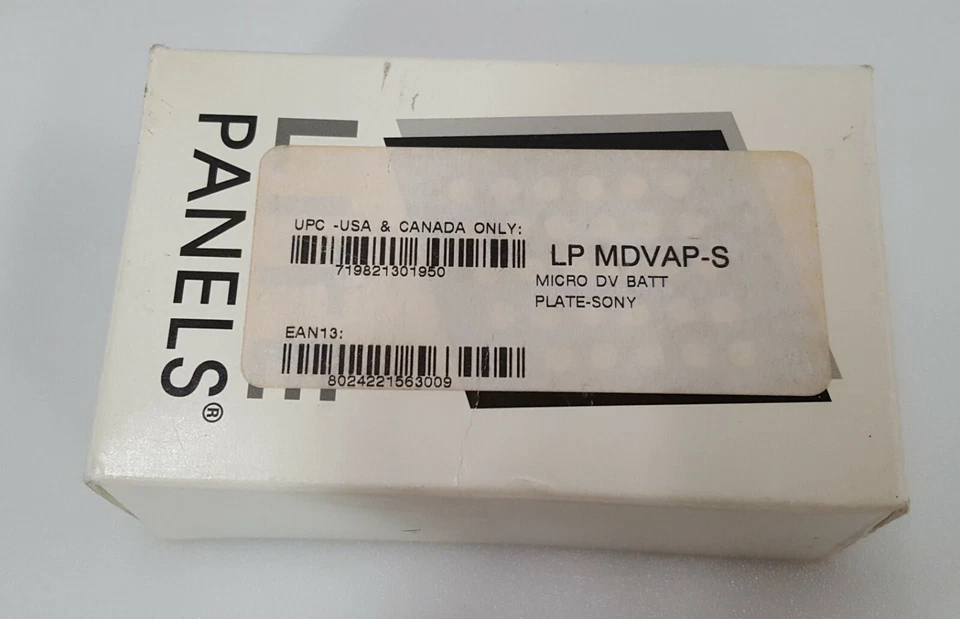 PANELS®
UPC -USA & CANADA ONLY:
719821301950
LP MDVAP-S
MICRO DV BATT
PLATE-SONY
EAN13:
8024221563009